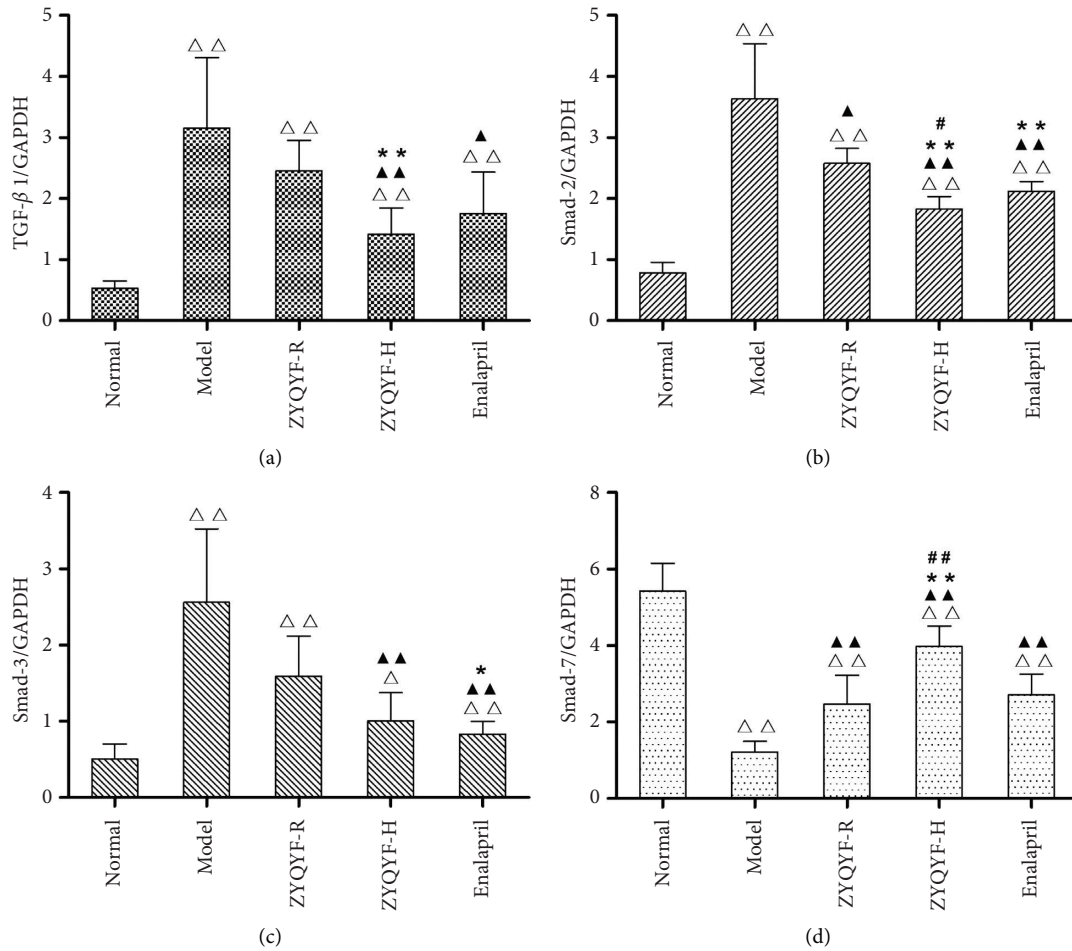 TGF-β 1/GAPDH
5
4
3
2
1
0
△ △
△ △
* *
▲ ▲
△ △
▲
△ △
Normal
Model
ZYQYF-R
ZYQYF-H
Enalapril
(a)
Smad-2/GAPDH
5
4
3
2
1
0
△ △
▲
△ △
#
* *
▲ ▲
△ △
* *
▲ ▲
△ △
Normal
Model
ZYQYF-R
ZYQYF-H
Enalapril
(b)
Smad-3/GAPDH
4
3
2
1
0
△ △
△ △
▲ ▲
△
*
▲ ▲
△ △
Normal
Model
ZYQYF-R
ZYQYF-H
Enalapril
(c)
Smad-7/GAPDH
8
6
4
2
0
△ △
▲ ▲
△ △
##
* *
▲ ▲
△ △
▲ ▲
△ △
Normal
Model
ZYQYF-R
ZYQYF-H
Enalapril
(d)